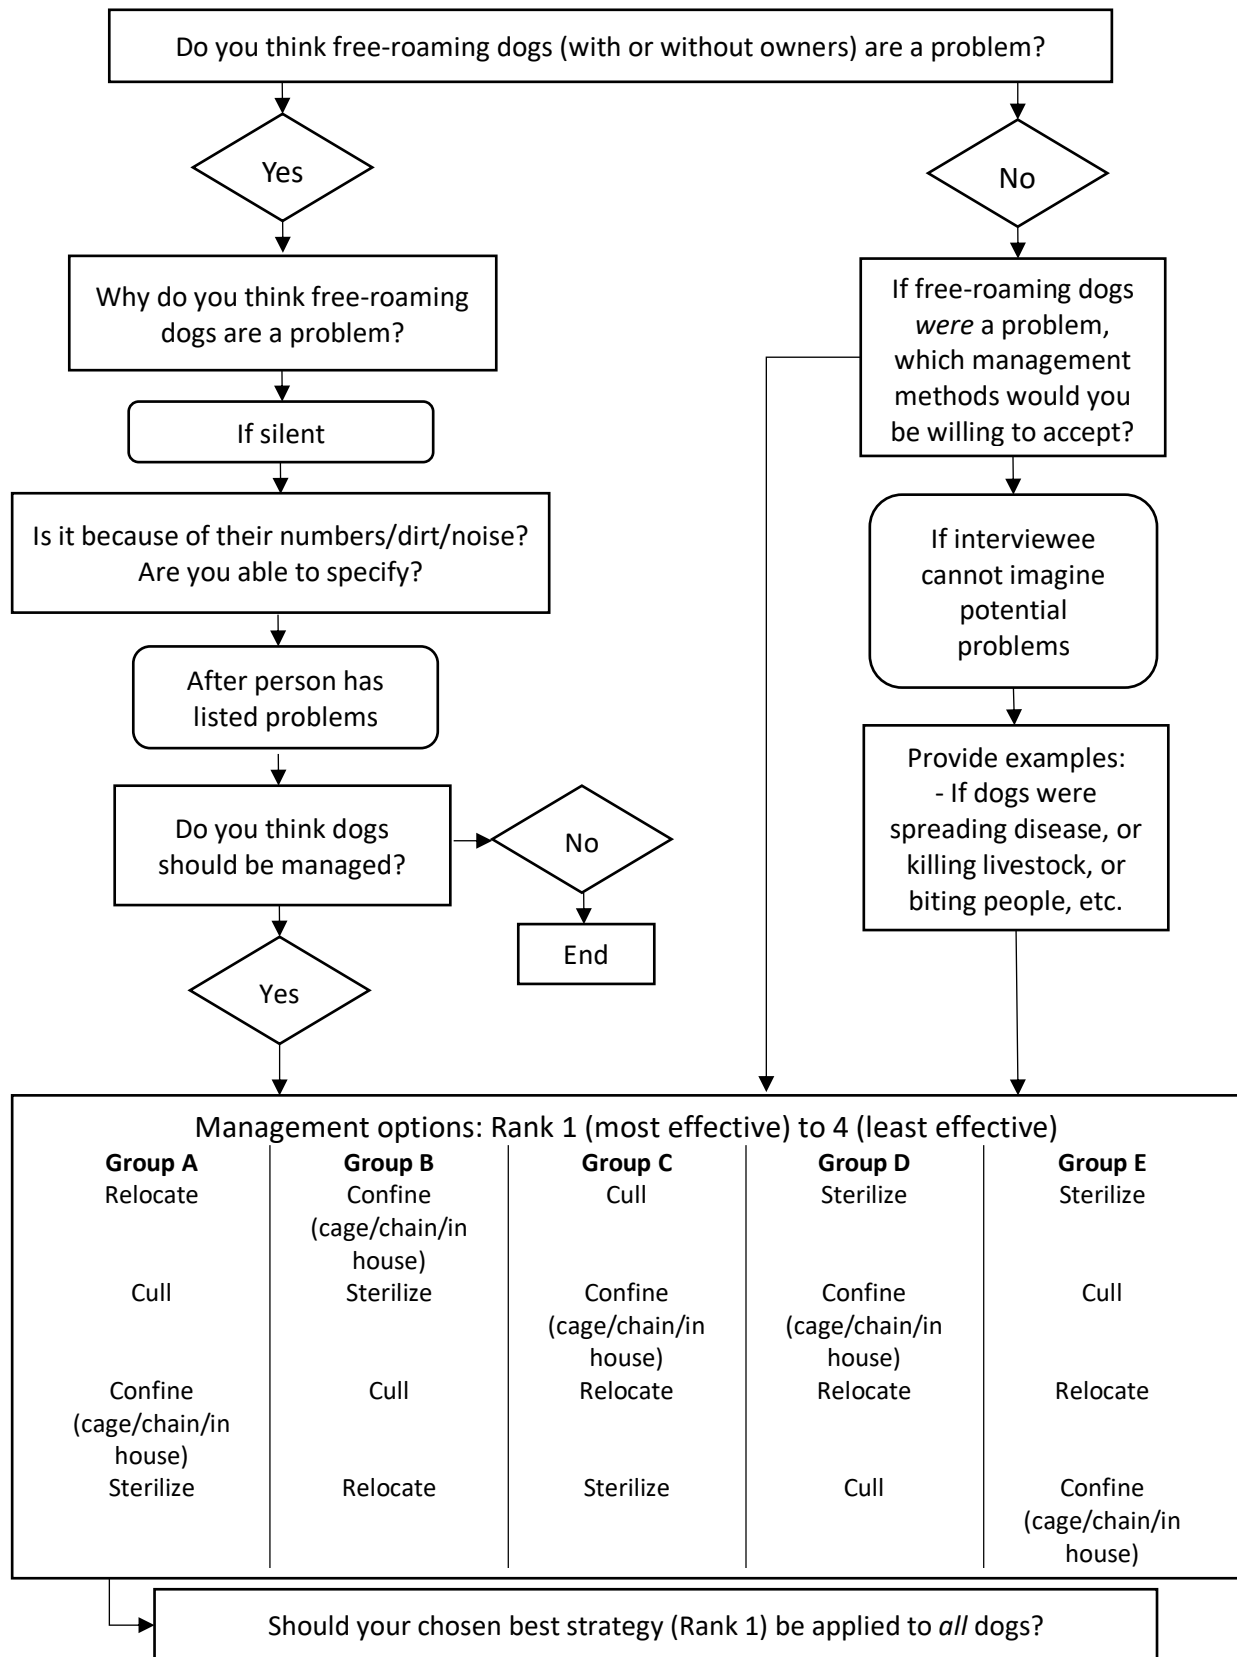 Do you think free-roaming dogs (with or without owners) are a problem?
Yes
No
Why do you think free-roaming
dogs are a problem?
If silent
Is it because of their numbers/dirt/noise?
Are you able to specify?
After person has
listed problems
Do you think dogs
should be managed?
No
End
Yes
If free-roaming dogs
were a problem,
which management
methods would you
be willing to accept?
If interviewee
cannot imagine
potential
problems
Provide examples:
- If dogs were
spreading disease, or
killing livestock, or
biting people, etc.
Management options: Rank 1 (most effective) to 4 (least effective)
Group A
Relocate
Cull
Confine
(cage/chain/in
house)
Sterilize
Group B
Confine
(cage/chain/in
house)
Sterilize
Cull
Relocate
Group C
Cull
Confine
(cage/chain/in
house)
Relocate
Sterilize
Group D
Sterilize
Confine
(cage/chain/in
house)
Relocate
Cull
Group E
Sterilize
Cull
Relocate
Confine
(cage/chain/in
house)
Should your chosen best strategy (Rank 1) be applied to all dogs?